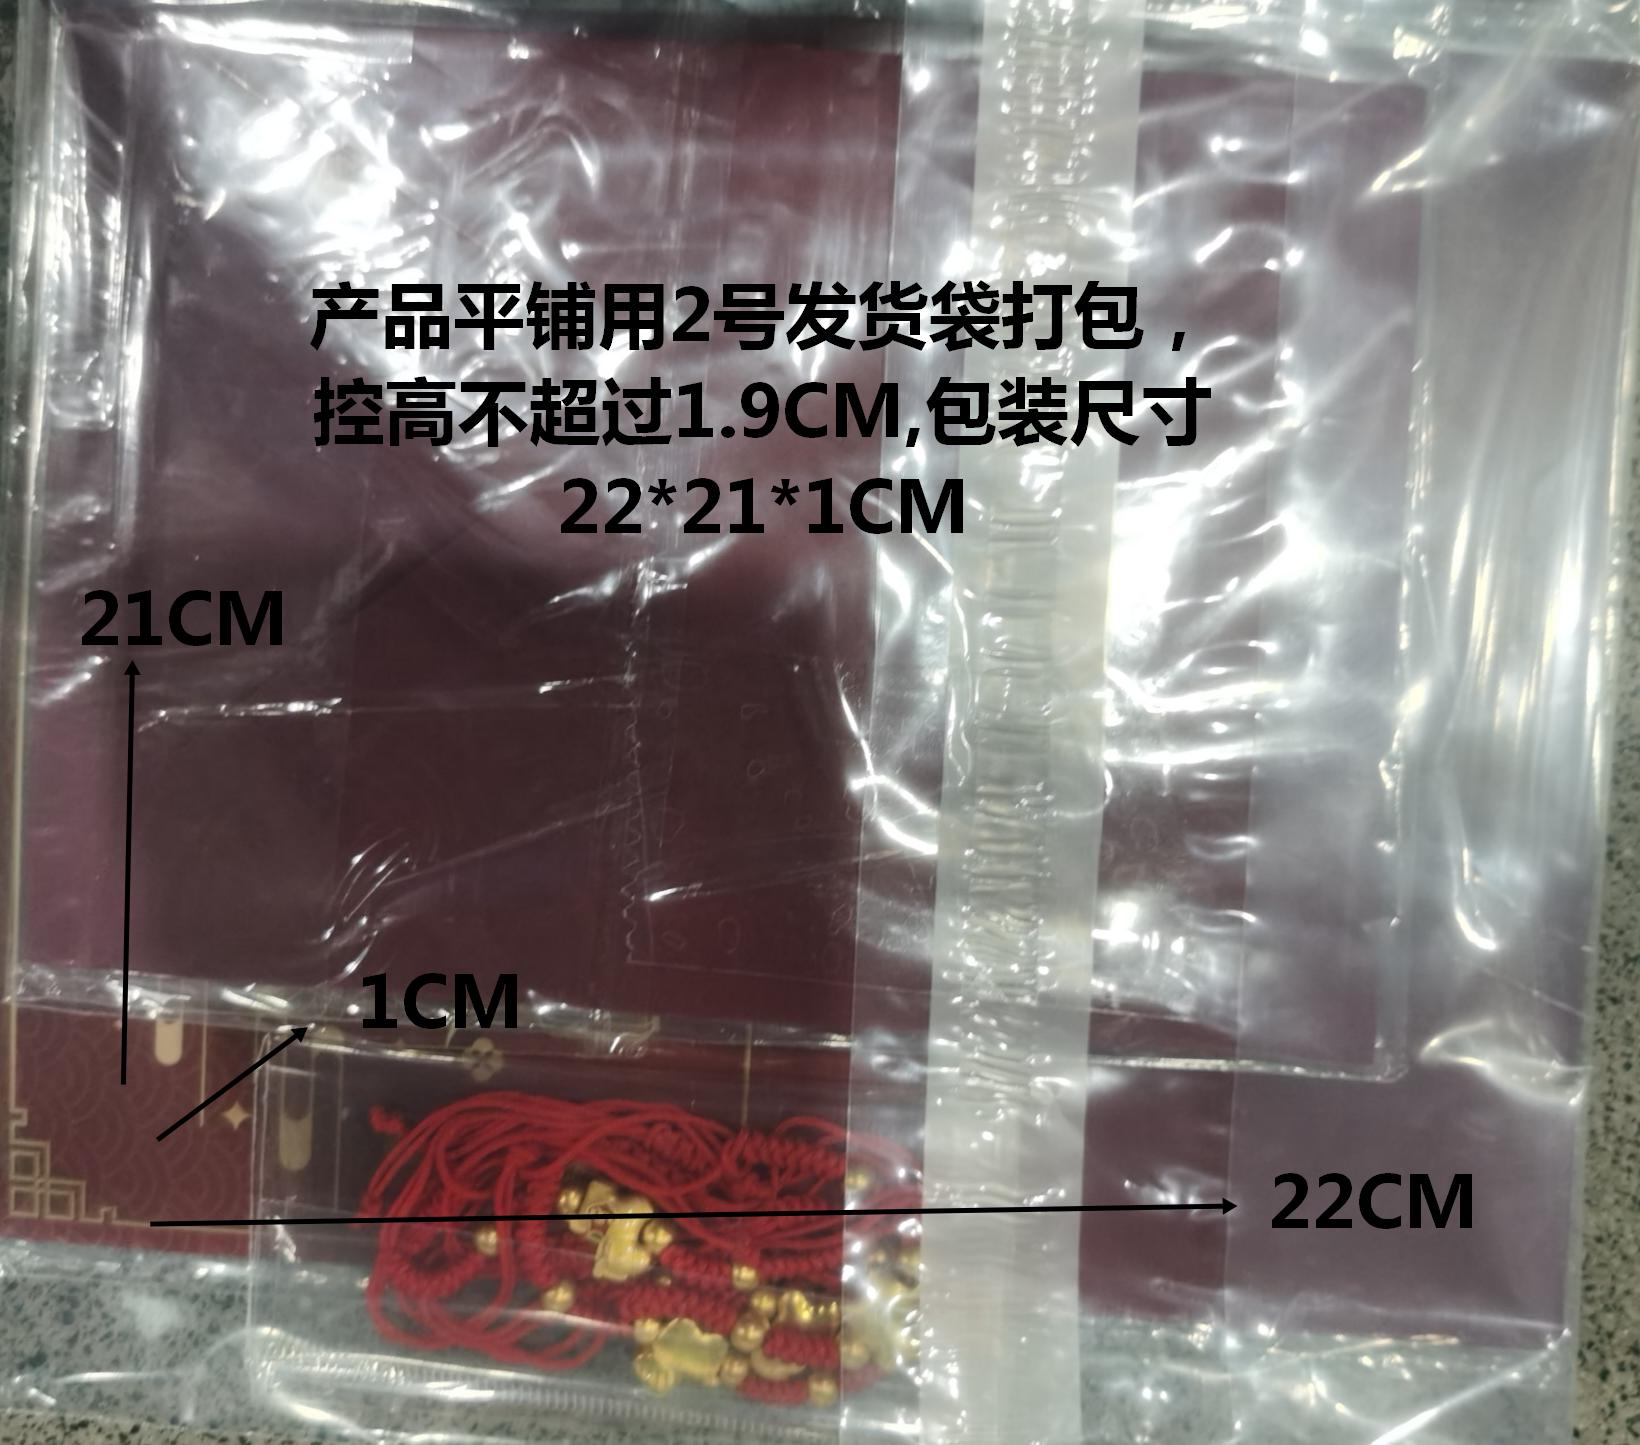 产品平铺用2号发货袋打包，
控高不超过1.9CM,包装尺寸
22*21*1CM
21CM
1CM
22CM